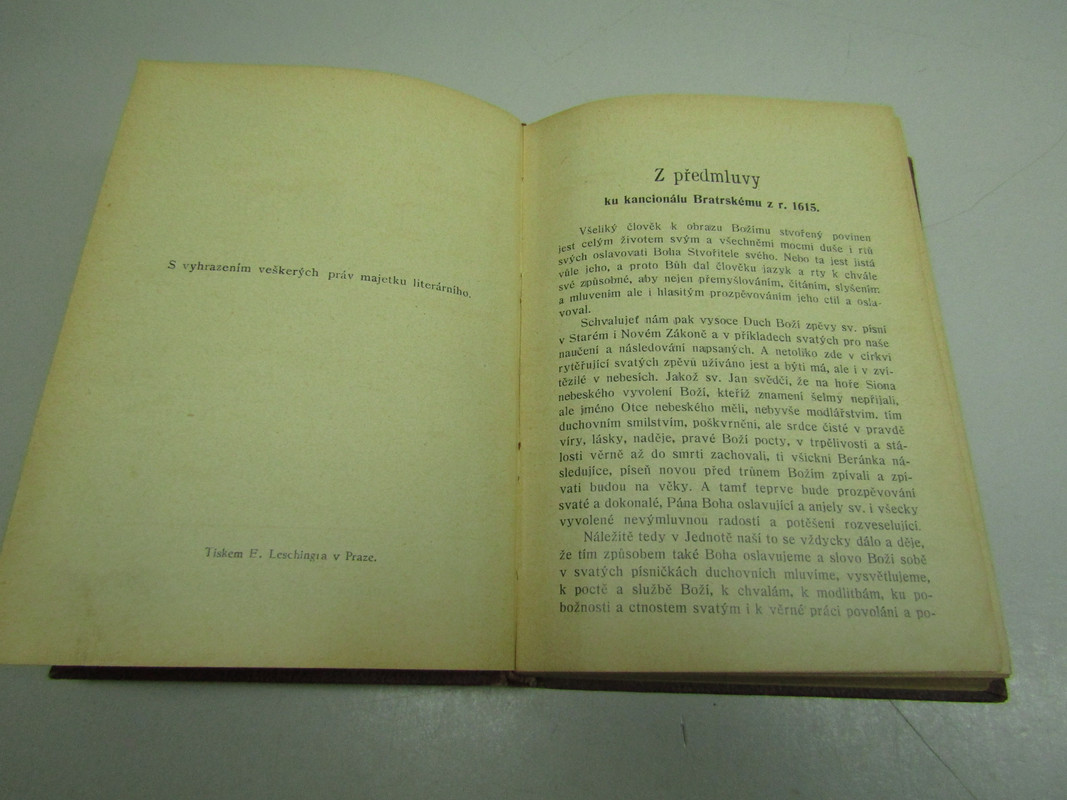 S vyhrazením veškerých práv majetku literárního.
Tiskem E. Leschingra v Praze.
Z předmluvy
ku kancionálu Bratrskému z r. 1615.
Všeliký člověk k obrazu Božímu stvořený povinen
jest celým životem svým a všechněmi mocmi duše i rtů
svých oslavovati Boha Stvořitele svého. Nebo ta jest listá
vůle jeho, a proto Bůh dal člověku jazyk a rty k chvále
své způsobné, aby nejen přemyšlováním, čítáním, slyšením
a mluvením ale i hlasitým prozpěvováním jeho ctil a osla-
voval.
Schvalujeť nám pak vysoce Duch Boží zpěvy sv. písní
v Starém i Novém Zákoně a v příkladech svatých pro naše
naučení a následování napsaných. A netoliko zde v církvi
rytěřující svatých zpěvů užíváno jest a býti má, ale i v zvi-
tězilé v nebesích. Jakož sv. Jan svědčí, že na hoře Siona
nebeského vyvolení Boží, kteříž znamení šelmy nepřijali,
ale jméno Otce nebeského měli, nebyvše modlářstvím, tím
duchovním smilstvím, poškvrněni, ale srdce čisté v pravdě
víry, lásky, naděje, pravé Boží pocty, v trpělivosti a stá-
losti věrně až do smrti zachovali, ti všickni Beránka ná-
sledujíce, píseň novou před trůnem Božím zpívali a zpí-
vati budou na věky. A tamť teprve bude prozpěvování
svaté a dokonalé, Pána Boha oslavující a anjely sv. i všecky
vyvolené nevýmluvnou radostí a potěšení rozveselující.
Náležitě tedy v Jednotě naší to se vždycky dálo a děje,
že tím způsobem také Boha oslavujeme a slovo Boží sobě
v svatých písničkách duchovních mluvíme, vysvětlujeme,
k poctě a službě Boží, k chvalám, k modlitbám, ku po-
božnosti a ctnostem svatým i k věrné práci povolání a po-